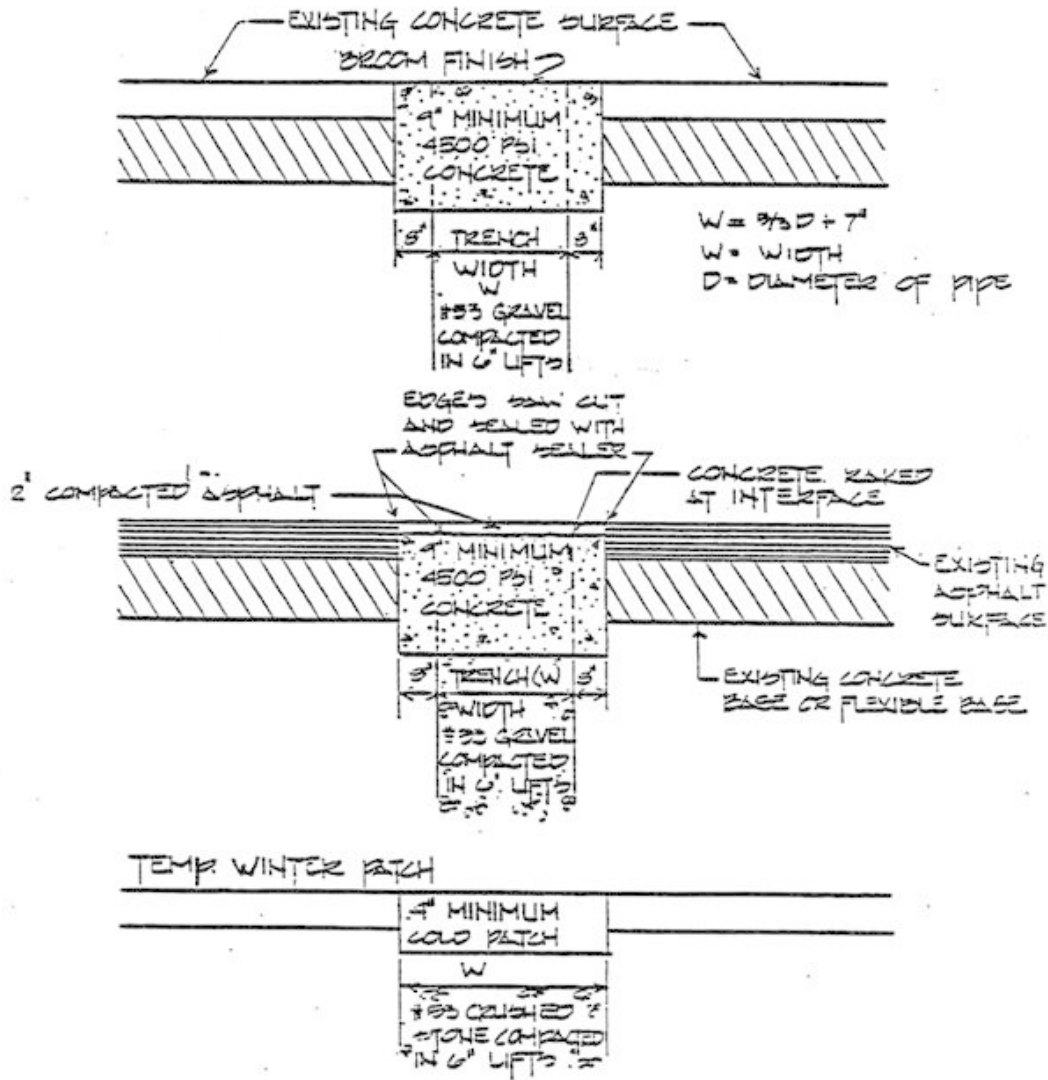 EXISTING CONCRETE SURFACE
BROOM FINISH
9" MINIMUM
4500 PSI
CONCRETE
TRENCH 3"
WIDTH
W
#53 GRAVEL
COMPACTED
IN 6" LIFTS
W = D + 7"
W = WIDTH
D = DIAMETER OF PIPE
EDGES SAW CUT
AND SEALED WITH
ASPHALT SEALER
2" COMPACTED ASPHALT
CONCRETE RAKED
AT INTERFACE
9" MINIMUM
4500 PSI
CONCRETE
EXISTING
ASPHALT
SURFACE
TRENCH (W) 3"
WIDTH
#53 GRAVEL
COMPACTED
IN 6" LIFTS
EXISTING CONCRETE
BASE OR FLEXIBLE BASE
TEMP. WINTER PATCH
4" MINIMUM
COLD PATCH
W
#53 CRUSHED
STONE COMPACTED
IN 6" LIFTS